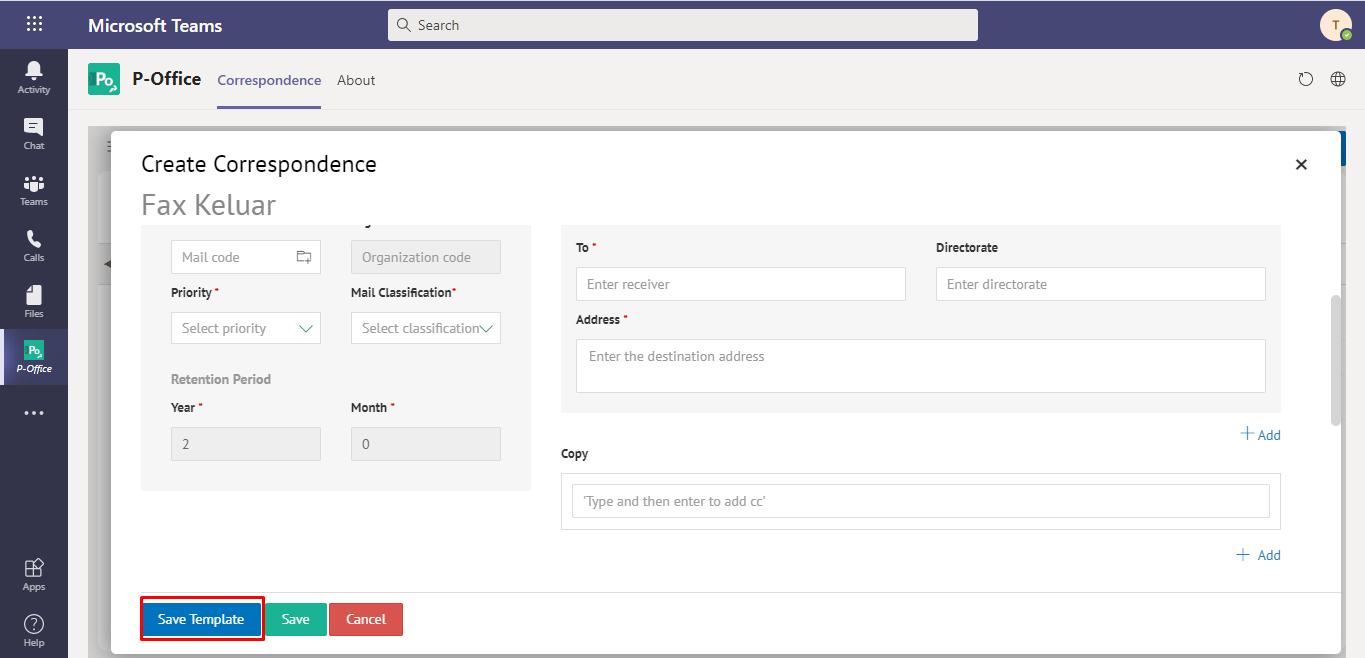 Microsoft Teams
Search
T
Activity
Chat
Teams
Calls
Files
Po
P-Office
Apps
Help
Po
P-Office
Correspondence
About
Create Correspondence
Fax Keluar
Mail code
Organization code
Priority *
Mail Classification*
Select priority
Select classification
Retention Period
Year *
Month *
2
0
To *
Directorate
Enter receiver
Enter directorate
Address *
Enter the destination address
Add
Copy
'Type and then enter to add cc'
Add
Save Template
Save
Cancel